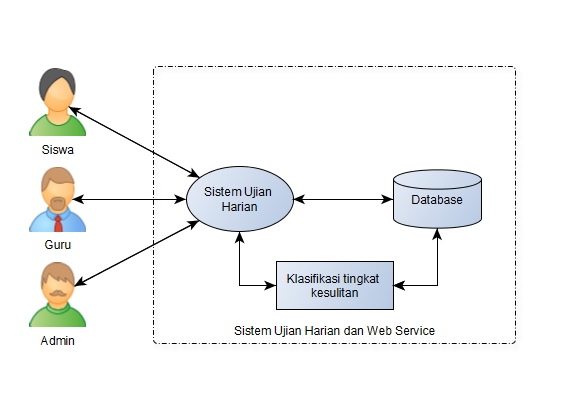 Siswa
Sistem Ujian
Harian
Database
Guru
Klasifikasi tingkat
kesulitan
Sistem Ujian Harian dan Web Service
Admin